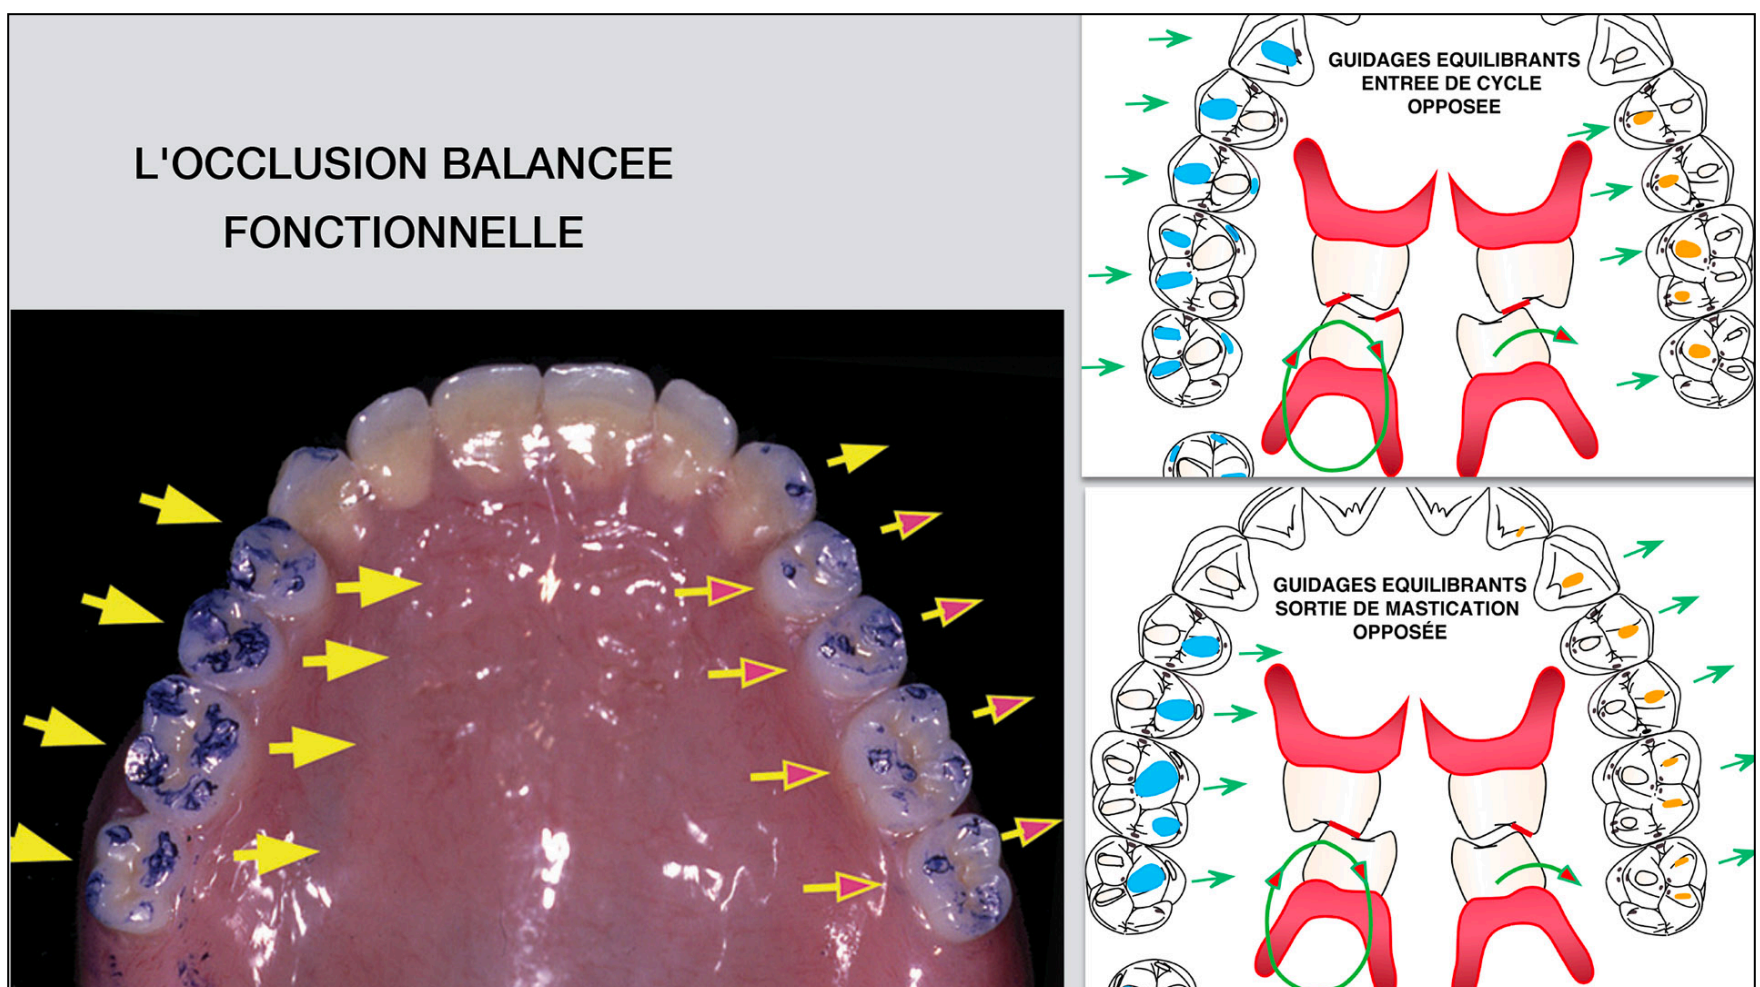 L'OCCLUSION BALANCEE
FONCTIONNELLE
GUIDAGES EQUILIBRANTS
ENTREE DE CYCLE
OPPOSEE
GUIDAGES EQUILIBRANTS
SORTIE DE MASTICATION
OPPOSÉE